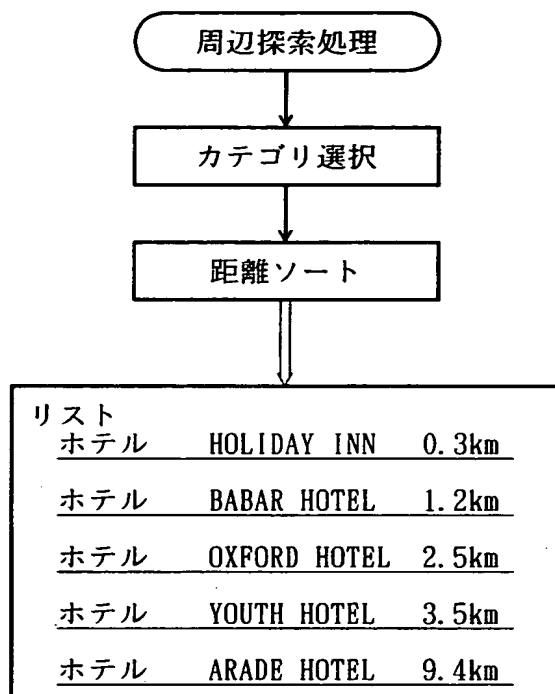 周辺探索処理
カテゴリ選択
距離ソート
リスト
ホテル HOLIDAY INN 0.3km
ホテル BABAR HOTEL 1.2km
ホテル OXFORD HOTEL 2.5km
ホテル YOUTH HOTEL 3.5km
ホテル ARADE HOTEL 9.4km